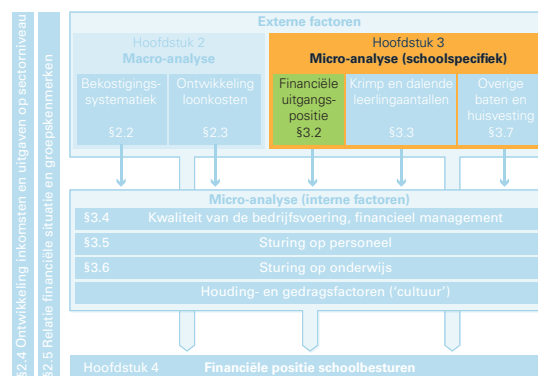 §2.4 Ontwikkeling inkomsten en uitgaven op sectorniveau
§2.5 Relatie financiële situatie en groepskenmerken
Externe factoren
Hoofdstuk 2
Macro-analyse
Bekostigings-
systematiek
§2.2
Ontwikkeling
loonkosten
§2.3
Hoofdstuk 3
Micro-analyse (schoolspecifiek)
Financiële
uitgangs-
positie
§3.2
Krimp en dalende
leerlingaantallen
§3.3
Overige
baten en
huisvesting
§3.7
Micro-analyse (interne factoren)
§3.4 Kwaliteit van de bedrijfsvoering, financieel management
§3.5 Sturing op personeel
§3.6 Sturing op onderwijs
Houding- en gedragsfactoren (‘cultuur’)
Hoofdstuk 4 Financiële positie schoolbesturen